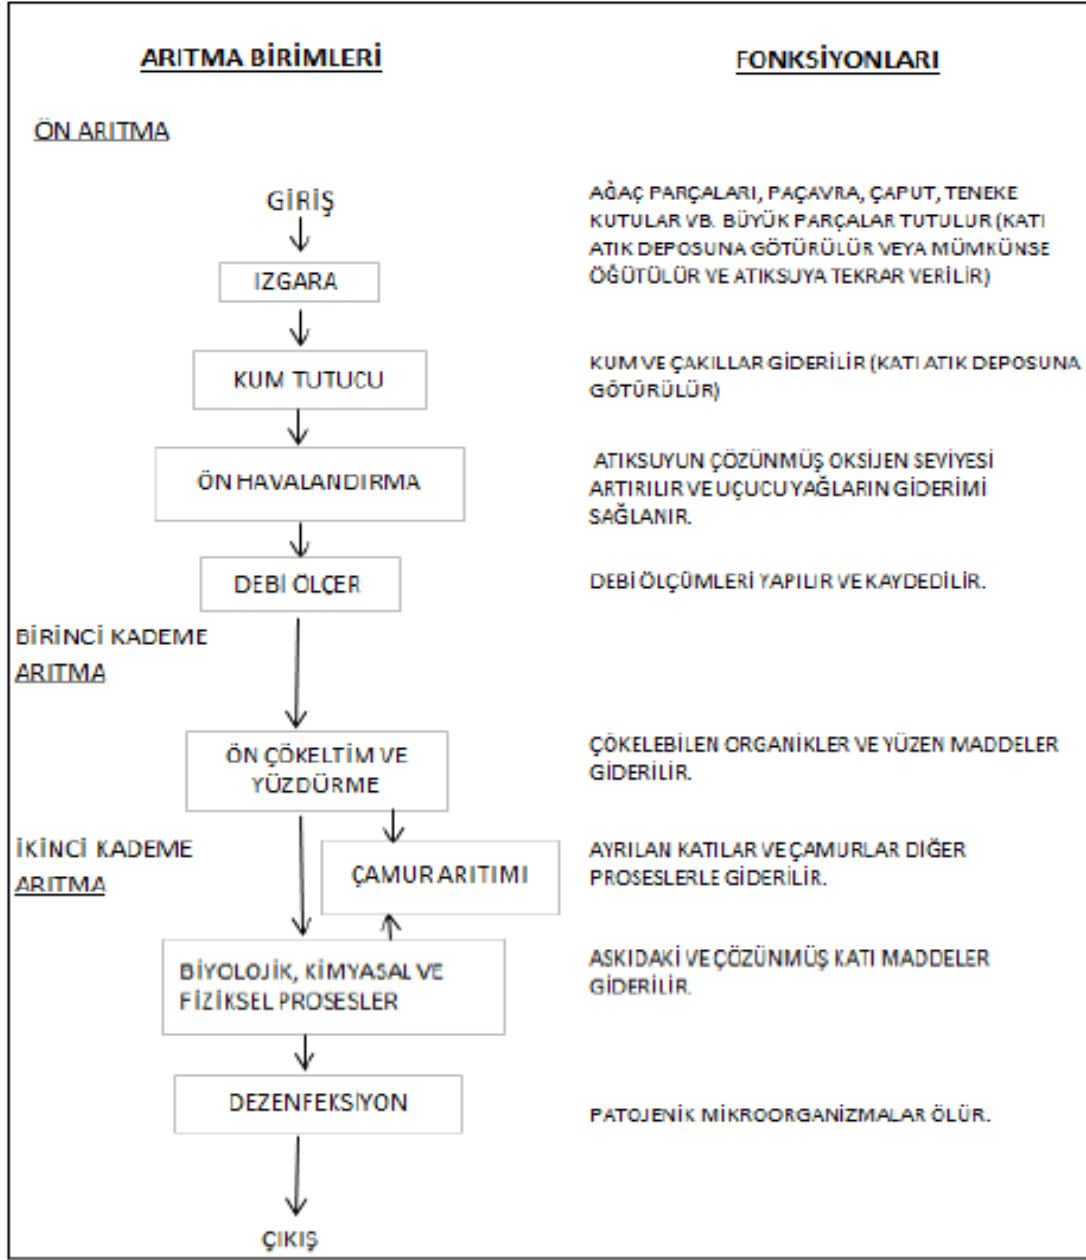 ARITMA BİRİMLERİ
FONKSİYONLARI
ÖN ARITMA
GİRİŞ
AĞAÇ PARÇALARI, PAÇAVRA, ÇAPUT, TENEKE
KUTULAR VB. BÜYÜK PARÇALAR TUTULUR (KATI
ATIK DEPOSUNA GÖTÜRÜLÜR VEYA MÜMKÜNSE
ÖĞÜTÜLÜR VE ATIKSUYA TEKRAR VERİLİR)
IZGARA
KUM TUTUCU
KUM VE ÇAKILLAR GİDERİLİR (KATI ATIK DEPOSUNA
GÖTÜRÜLÜR)
ÖN HAVALANDIRMA
ATIKSUYUN ÇÖZÜNMÜŞ OKSİJEN SEVİYESİ
ARTIRILIR VE UÇUCU YAĞLARIN GİDERİMİ
SAĞLANIR.
DEBİ ÖLÇER
DEBİ ÖLÇÜMLERİ YAPILIR VE KAYDEDİLİR.
BİRİNCİ KADEME
ARITMA
ÖN ÇÖKELTİM VE
YÜZDÜRME
ÇÖKELEBİLEN ORGANİKLER VE YÜZEN MADDELER
GİDERİLİR.
İKİNCİ KADEME
ARITMA
ÇAMUR ARITIMI
AYRILAN KATILAR VE ÇAMURLAR DİĞER
PROSESLERLE GİDERİLİR.
BİYOLOJİK, KİMYASAL VE
FİZİKSEL PROSESLER
ASKIDAKİ VE ÇÖZÜNMÜŞ KATI MADDELER
GİDERİLİR.
DEZENFEKSİYON
PATOJENİK MİKROORGANİZMALAR ÖLÜR.
ÇIKIŞ